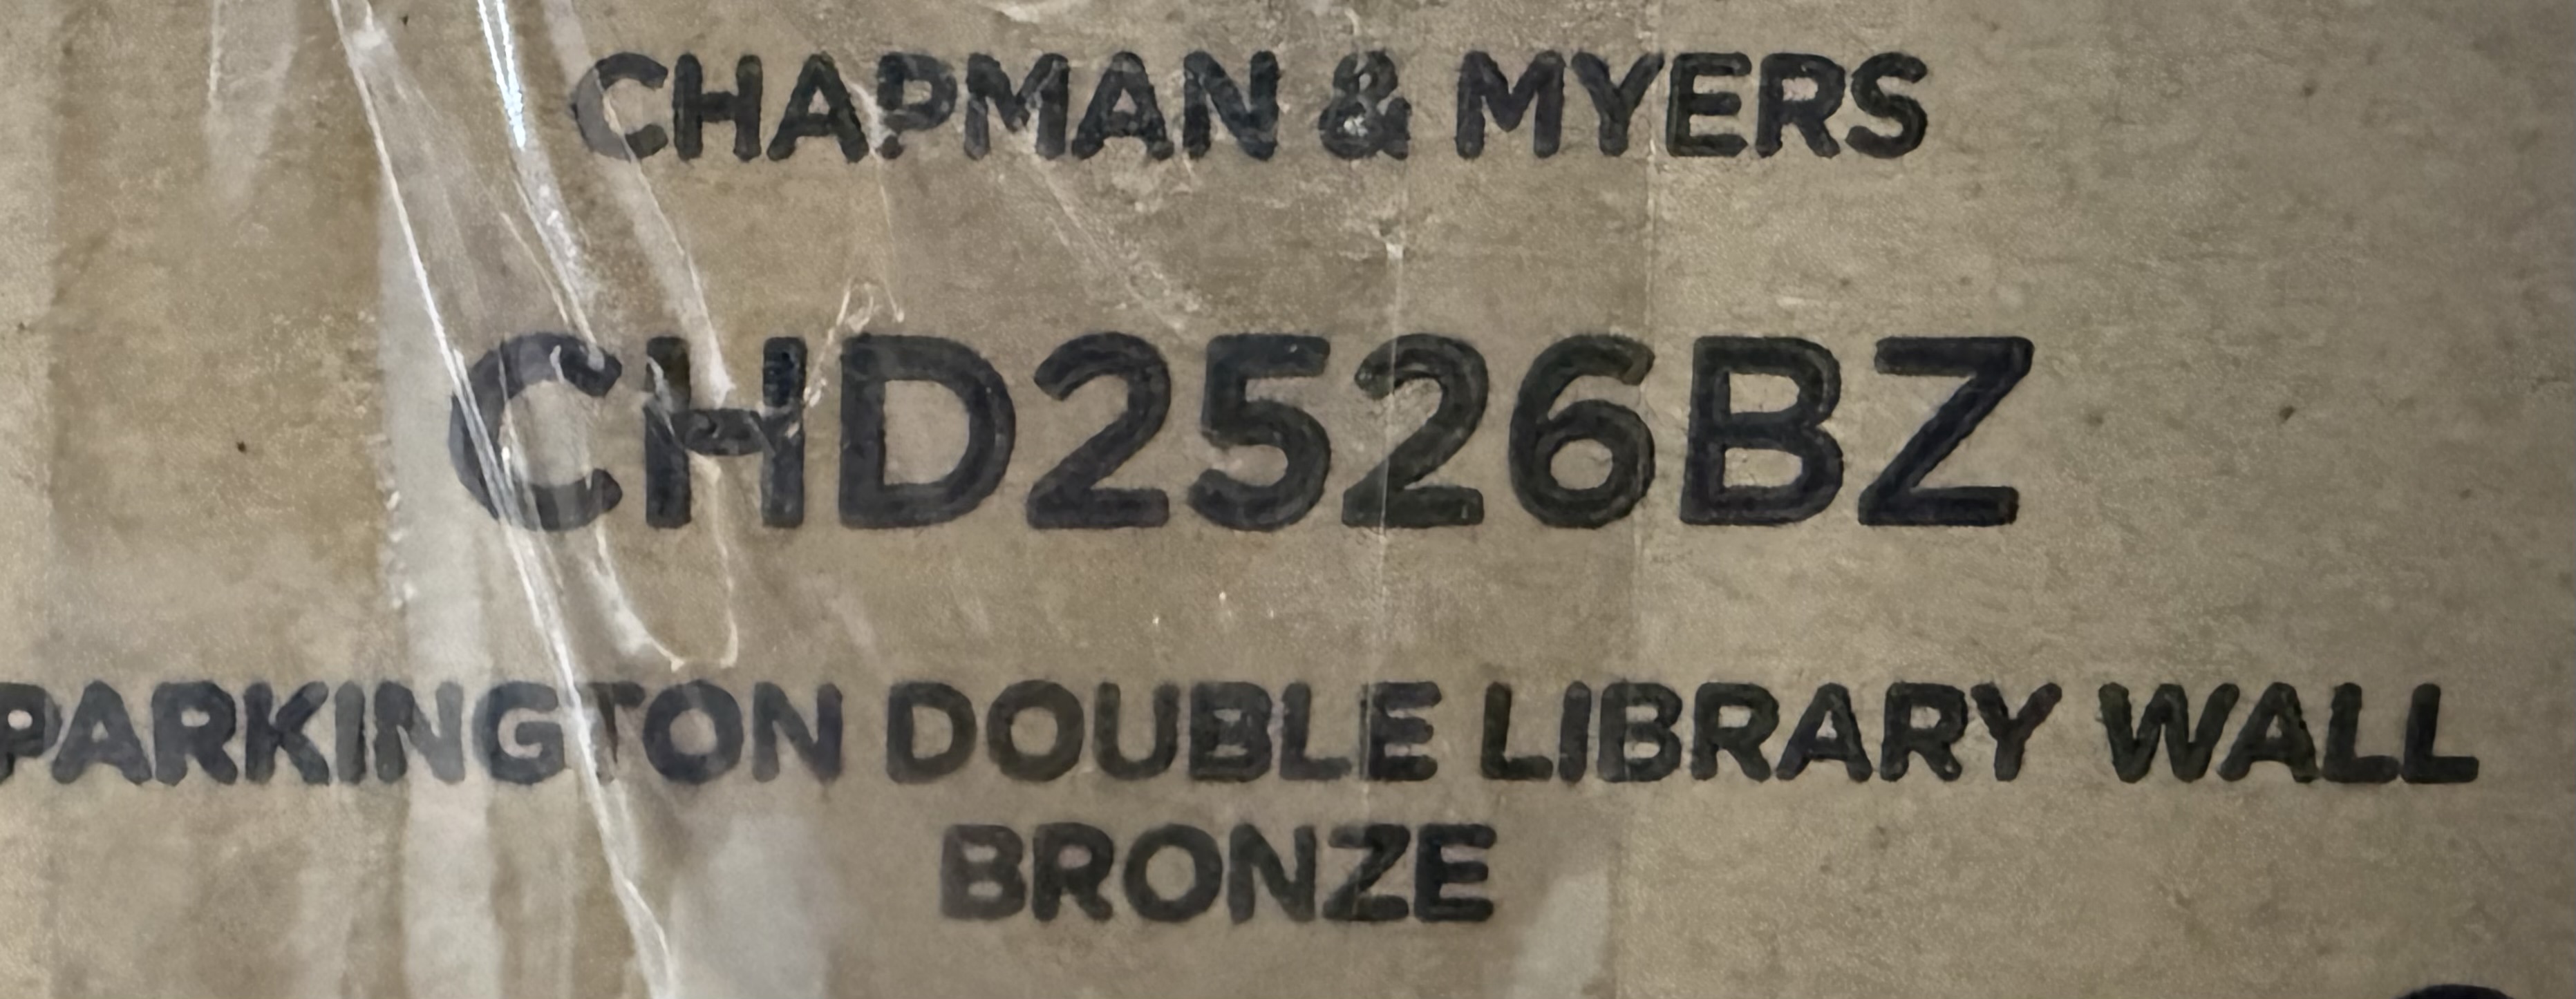 CHAPMAN & MYERS
CHD2526BZ
PARKINGTON DOUBLE LIBRARY WALL
BRONZE